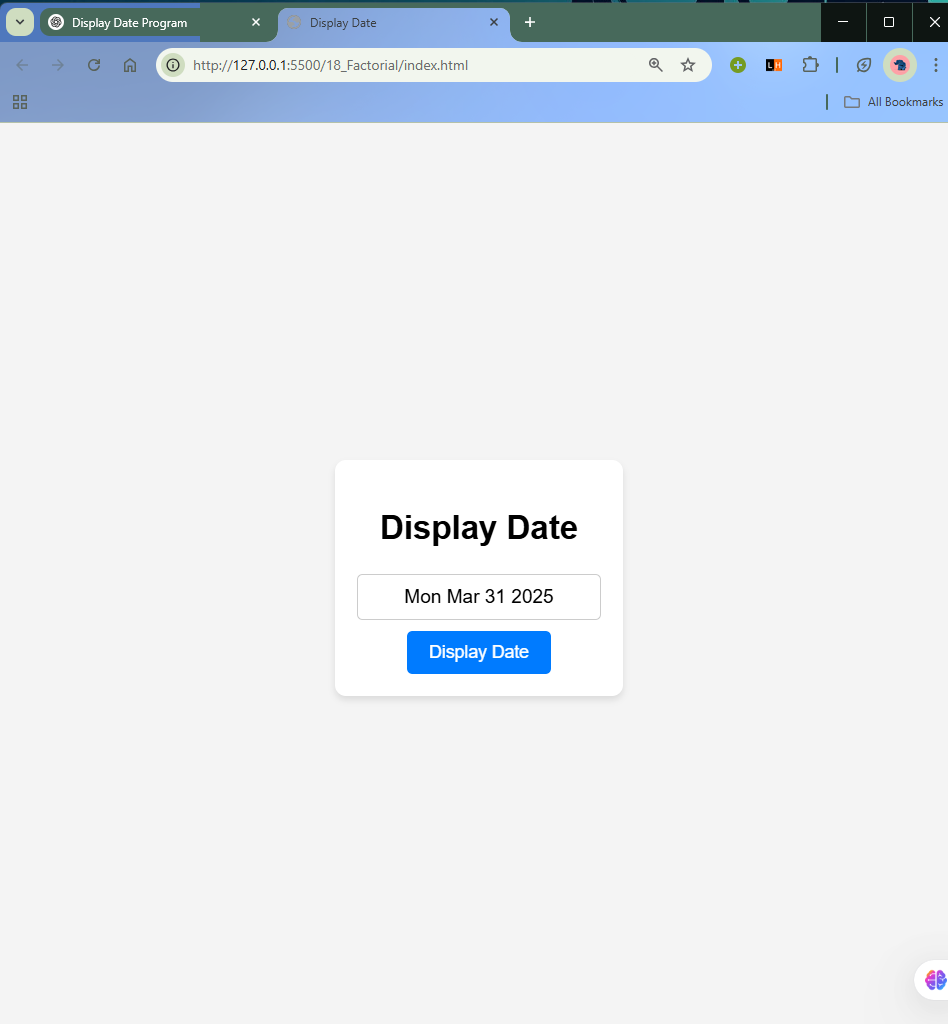 Display Date Program
Display Date
http://127.0.0.1:5500/18_Factorial/index.html
L H
All Bookmarks
Display Date
Mon Mar 31 2025
Display Date